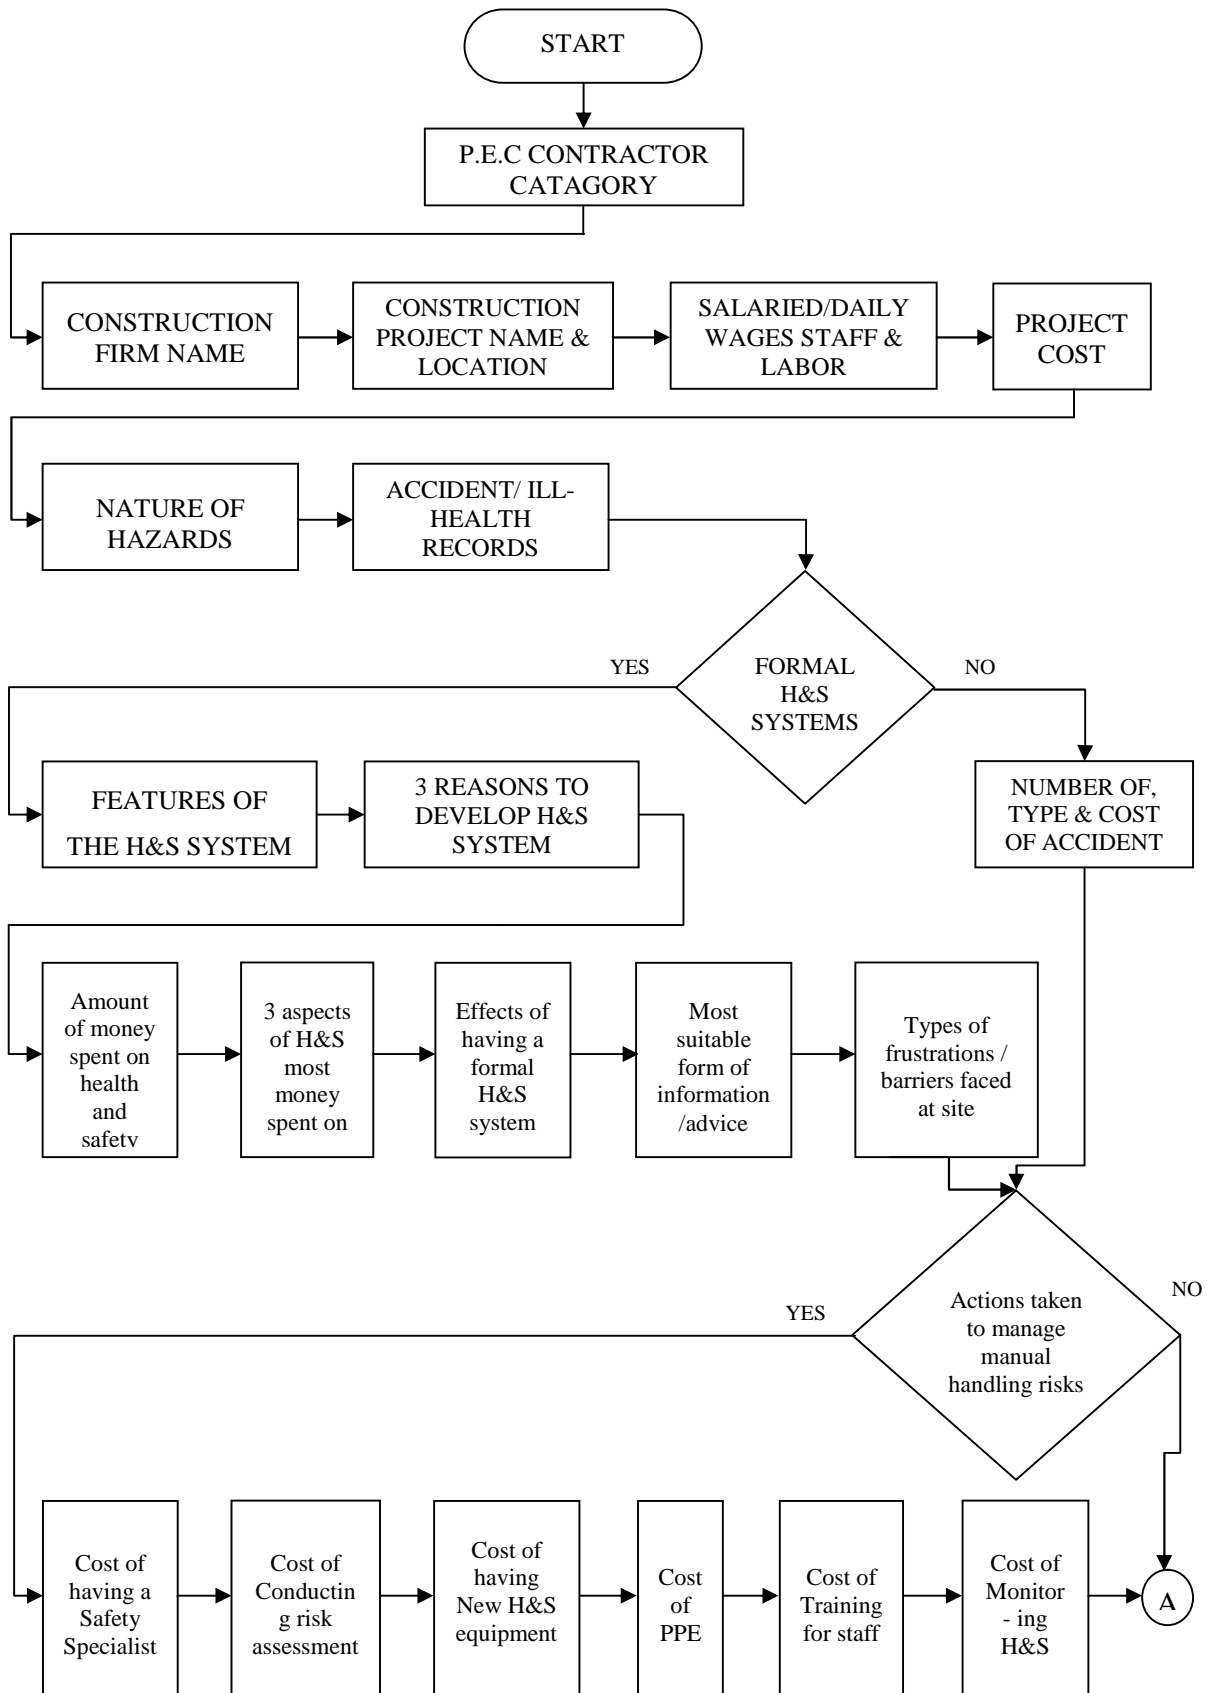 START
P.E.C CONTRACTOR
CATAGORY
CONSTRUCTION
FIRM NAME
CONSTRUCTION
PROJECT NAME &
LOCATION
SALARIED/DAILY
WAGES STAFF &
LABOR
PROJECT
COST
NATURE OF
HAZARDS
ACCIDENT/ ILL-
HEALTH
RECORDS
FORMAL
H&S
SYSTEMS
YES
NO
FEATURES OF
THE H&S SYSTEM
3 REASONS TO
DEVELOP H&S
SYSTEM
NUMBER OF,
TYPE & COST
OF ACCIDENT
Amount
of money
spent on
health
and
safety
3 aspects
of H&S
most
money
spent on
Effects of
having a
formal
H&S
system
Most
suitable
form of
information
/advice
Types of
frustrations /
barriers faced
at site
Actions taken
to manage
manual
handling risks
YES
NO
Cost of
having a
Safety
Specialist
Cost of
Conductin
g risk
assessment
Cost of
having
New H&S
equipment
Cost
of
PPE
Cost of
Training
for staff
Cost of
Monitor
- ing
H&S
A